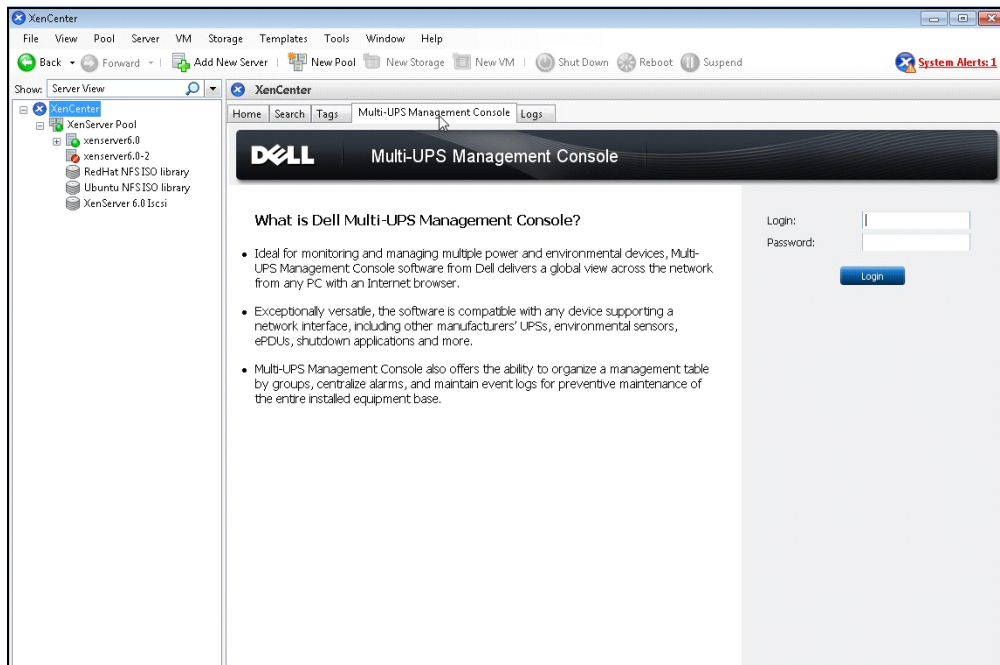 XenCenter
File View Pool Server VM Storage Templates Tools Window Help
Back Forward Add New Server New Pool New Storage New VM Shut Down Reboot Suspend System Alerts: 1
Show: Server View
XenCenter
XenServer Pool
xenserver6.0
xenserver6.0-2
RedHat NFS ISO library
Ubuntu NFS ISO library
XenServer 6.0 Iscsi
XenCenter
Home Search Tags Multi-UPS Management Console Logs
DELL Multi-UPS Management Console
What is Dell Multi-UPS Management Console?
• Ideal for monitoring and managing multiple power and environmental devices, Multi-
UPS Management Console software from Dell delivers a global view across the network
from any PC with an Internet browser.
• Exceptionally versatile, the software is compatible with any device supporting a
network interface, including other manufacturers' UPSs, environmental sensors,
ePDUs, shutdown applications and more.
• Multi-UPS Management Console also offers the ability to organize a management table
by groups, centralize alarms, and maintain event logs for preventive maintenance of
the entire installed equipment base.
Login:
Password:
Login